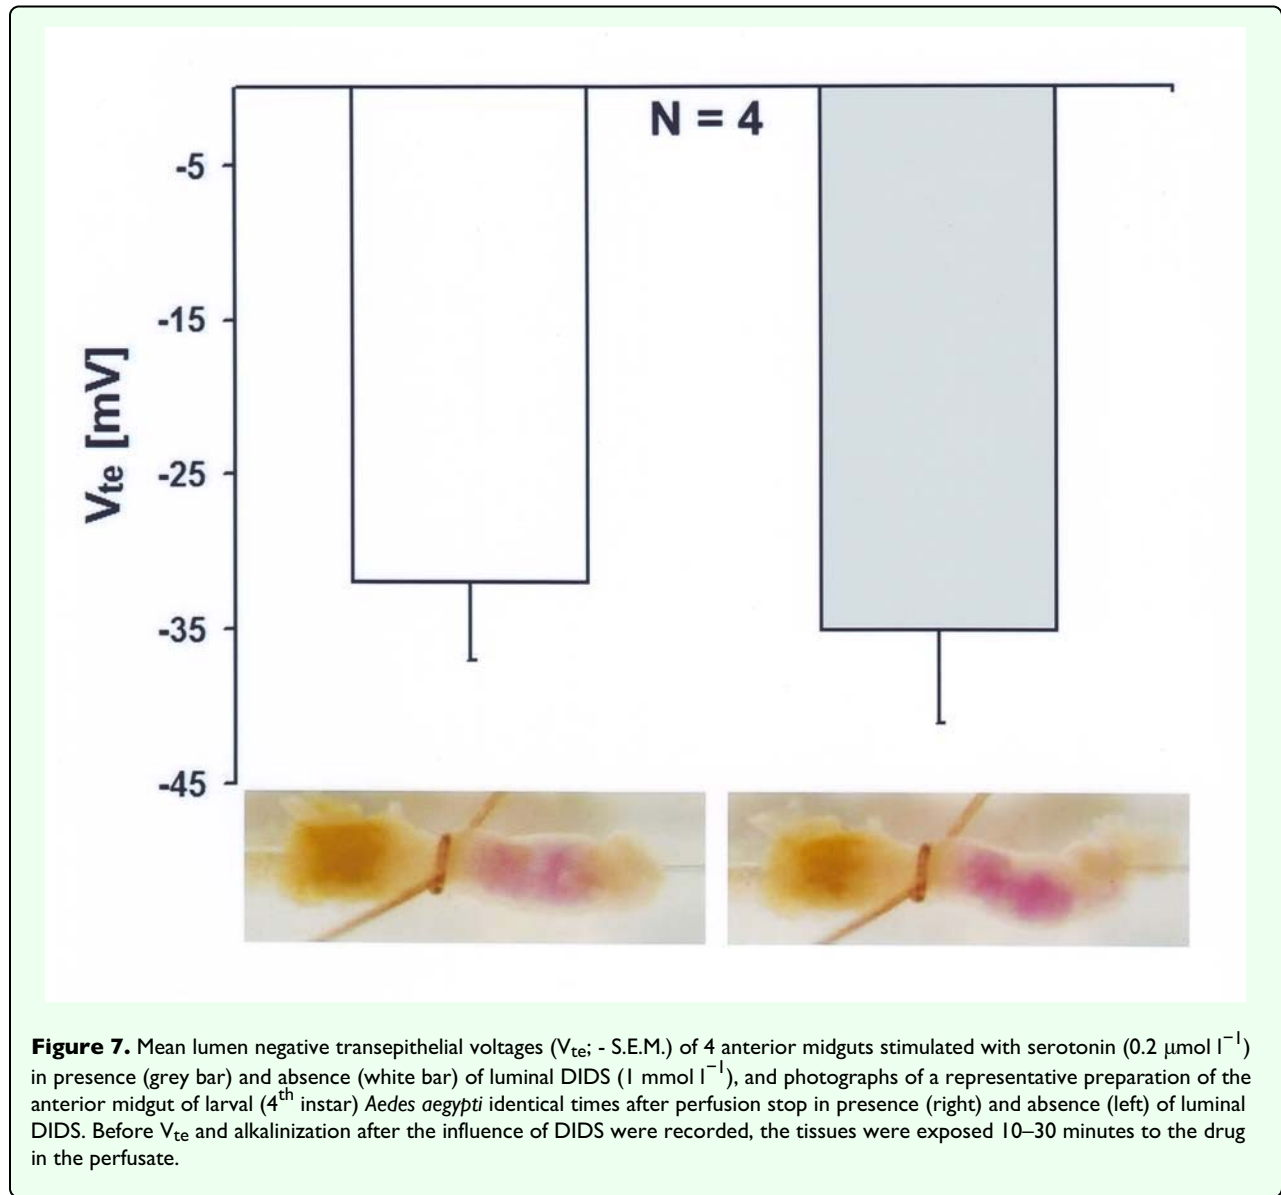 N = 4
-5
-15
-25
-35
-45
Vte [mV]
Figure 7. Mean lumen negative transepithelial voltages (Vte; - S.E.M.) of 4 anterior midguts stimulated with serotonin (0.2 μmol l⁻¹)
in presence (grey bar) and absence (white bar) of luminal DIDS (1 mmol l⁻¹), and photographs of a representative preparation of the
anterior midgut of larval (4th instar) Aedes aegypti identical times after perfusion stop in presence (right) and absence (left) of luminal
DIDS. Before Vte and alkalinization after the influence of DIDS were recorded, the tissues were exposed 10–30 minutes to the drug
in the perfusate.